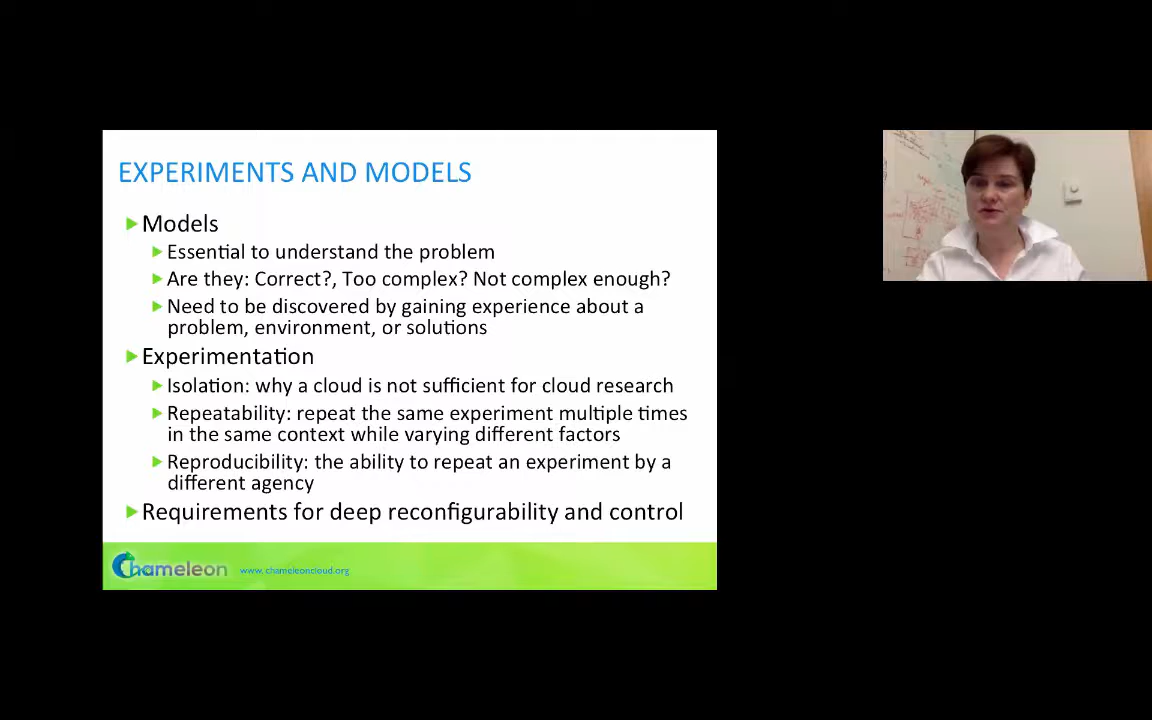 EXPERIMENTS AND MODELS
Models
Essential to understand the problem
Are they: Correct?, Too complex? Not complex enough?
Need to be discovered by gaining experience about a
problem, environment, or solutions
Experimentation
Isolation: why a cloud is not sufficient for cloud research
Repeatability: repeat the same experiment multiple times
in the same context while varying different factors
Reproducibility: the ability to repeat an experiment by a
different agency
Requirements for deep reconfigurability and control
Chameleon www.chameleoncloud.org